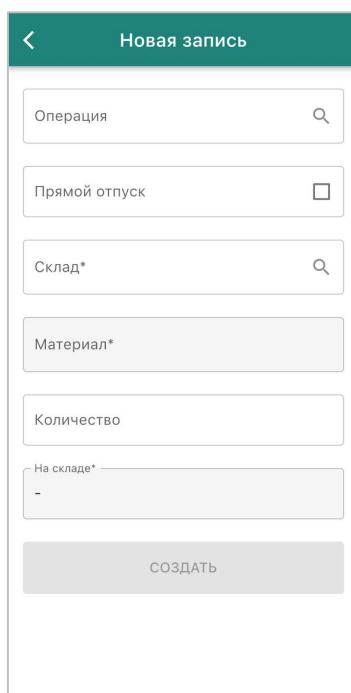 Новая запись
Операция
Прямой отпуск
Склад*
Материал*
Количество
На складе*
-
СОЗДАТЬ